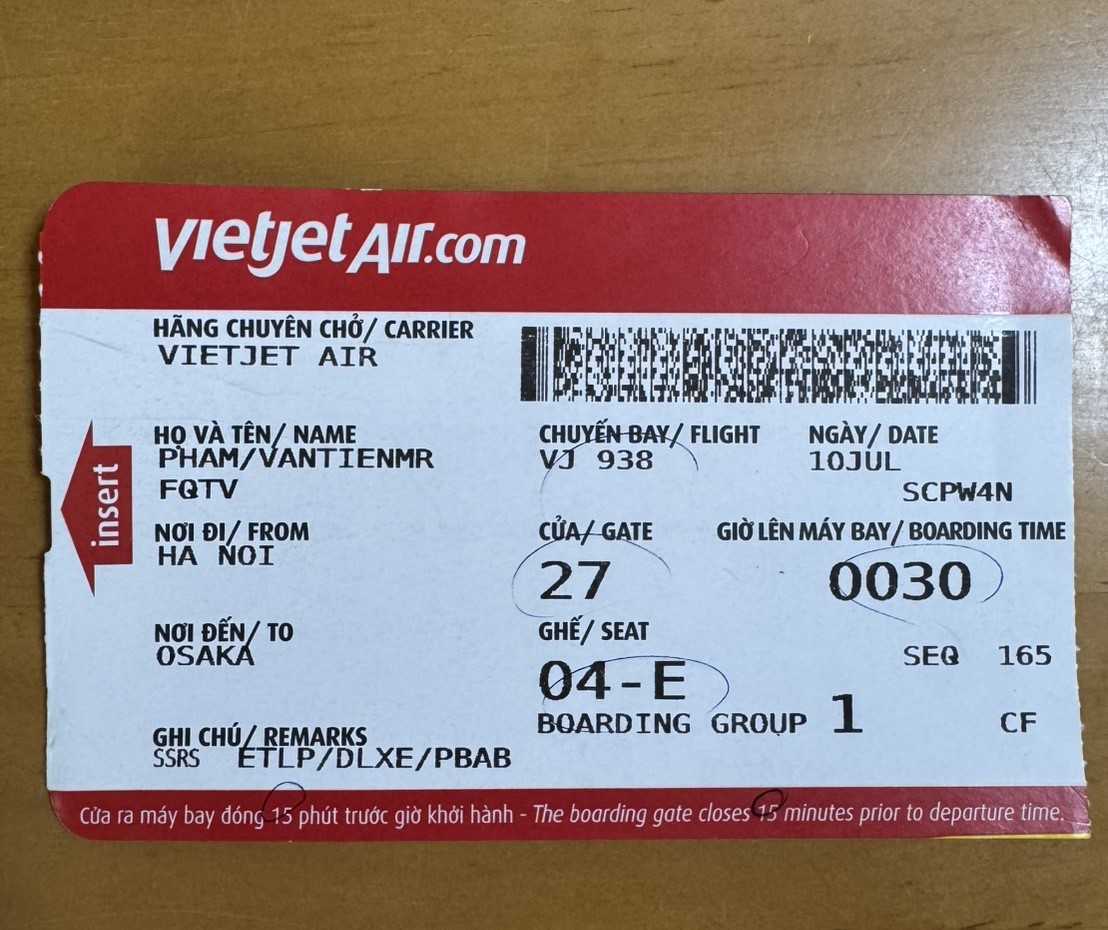 vietjetAir.com
HÃNG CHUYÊN CHỞ/ CARRIER
VIETJET AIR
HỌ VÀ TÊN/ NAME
PHAM/VANTIENMR
FQTV
CHUYẾN BAY/ FLIGHT
VJ 938
NGÀY/ DATE
10JUL
SCPW4N
insert
NƠI ĐI/ FROM
HA NOI
CỬA/ GATE
27
GIỜ LÊN MÁY BAY/ BOARDING TIME
0030
NƠI ĐẾN/ TO
OSAKA
GHẾ/ SEAT
04-E
SEQ 165
BOARDING GROUP 1
CF
GHI CHÚ/ REMARKS
SSRS ETLP/DLXE/PBAB
Cửa ra máy bay đóng 15 phút trước giờ khởi hành - The boarding gate closes 15 minutes prior to departure time.